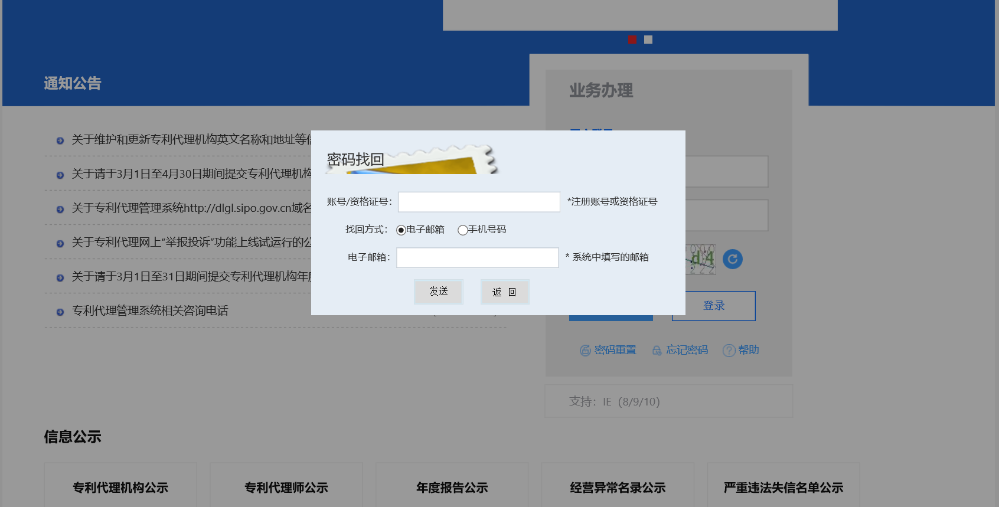 通知公告
业务办理
关于维护和更新专利代理机构英文名称和地址等
关于请于3月1日至4月30日期间提交专利代理机构
关于专利代理管理系统http://dlgl.sipo.gov.cn域名
关于专利代理网上“举报投诉”功能上线试运行的公
关于请于3月1日至31日期间提交专利代理机构年
专利代理管理系统相关咨询电话
密码找回
账号/资格证号：
*注册账号或资格证号
找回方式： 电子邮箱 手机号码
电子邮箱：
* 系统中填写的邮箱
发送 返 回
d4
登录
密码重置 忘记密码 帮助
支持：IE（8/9/10）
信息公示
专利代理机构公示 专利代理师公示 年度报告公示 经营异常名录公示 严重违法失信名单公示